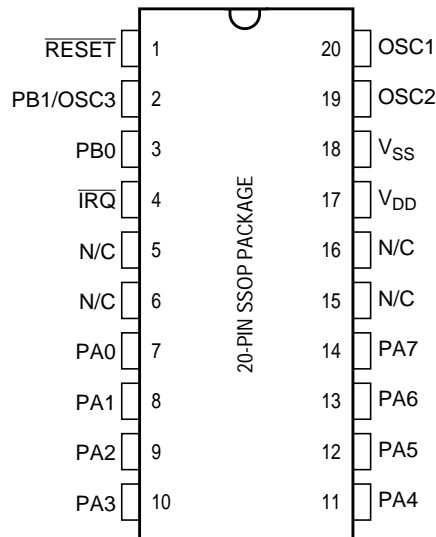 RESET 1 20 OSC1
PB1/OSC3 2 19 OSC2
PB0 3 18 VSS
IRQ 4 17 VDD
N/C 5 16 N/C
N/C 6 15 N/C
PA0 7 14 PA7
PA1 8 13 PA6
PA2 9 12 PA5
PA3 10 11 PA4
20-PIN SSOP PACKAGE